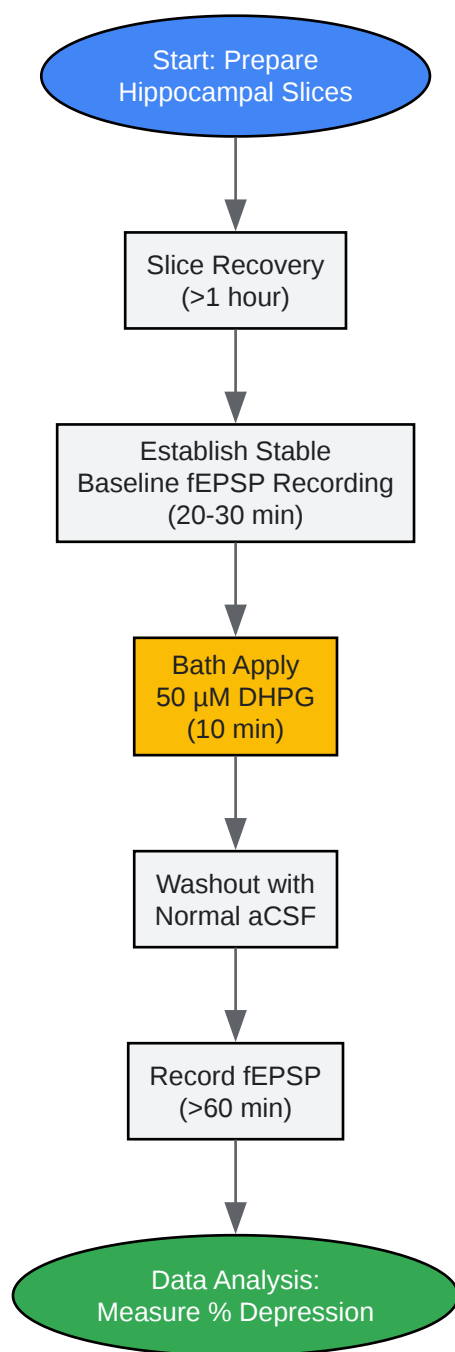 Start: Prepare
Hippocampal Slices
Slice Recovery
(>1 hour)
Establish Stable
Baseline fEPSP Recording
(20-30 min)
Bath Apply
50 µM DHPG
(10 min)
Washout with
Normal aCSF
Record fEPSP
(>60 min)
Data Analysis:
Measure % Depression